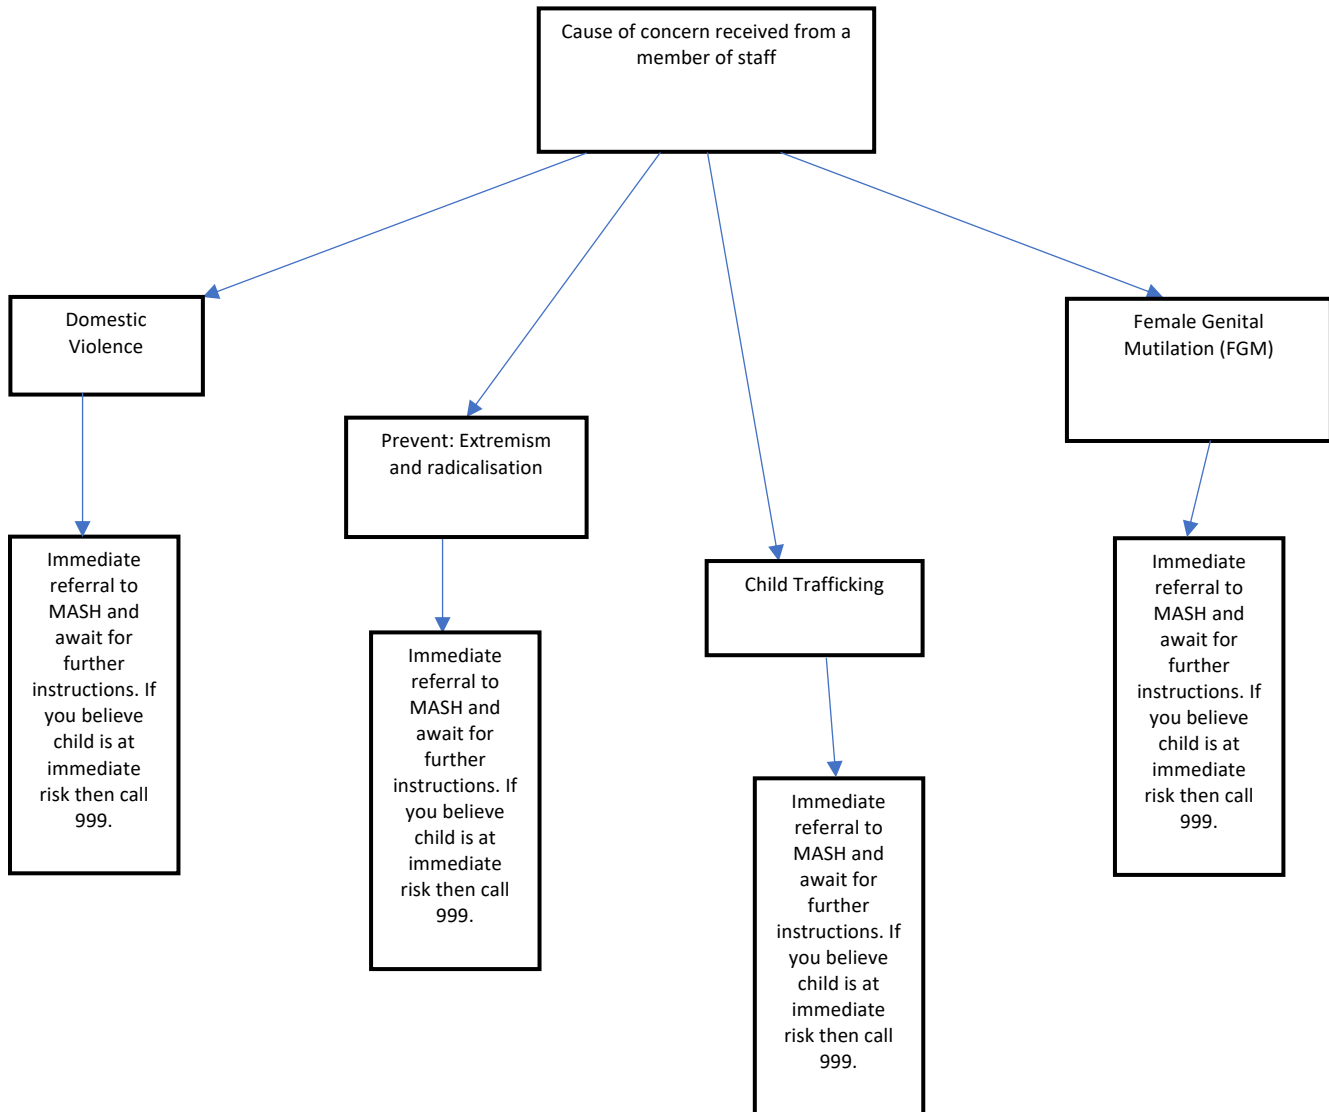 Cause of concern received from a
member of staff
Domestic
Violence
Female Genital
Mutilation (FGM)
Prevent: Extremism
and radicalisation
Child Trafficking
Immediate
referral to
MASH and
await for
further
instructions. If
you believe
child is at
immediate
risk then call
999.
Immediate
referral to
MASH and
await for
further
instructions. If
you believe
child is at
immediate
risk then call
999.
Immediate
referral to
MASH and
await for
further
instructions. If
you believe
child is at
immediate
risk then call
999.
Immediate
referral to
MASH and
await for
further
instructions. If
you believe
child is at
immediate
risk then call
999.